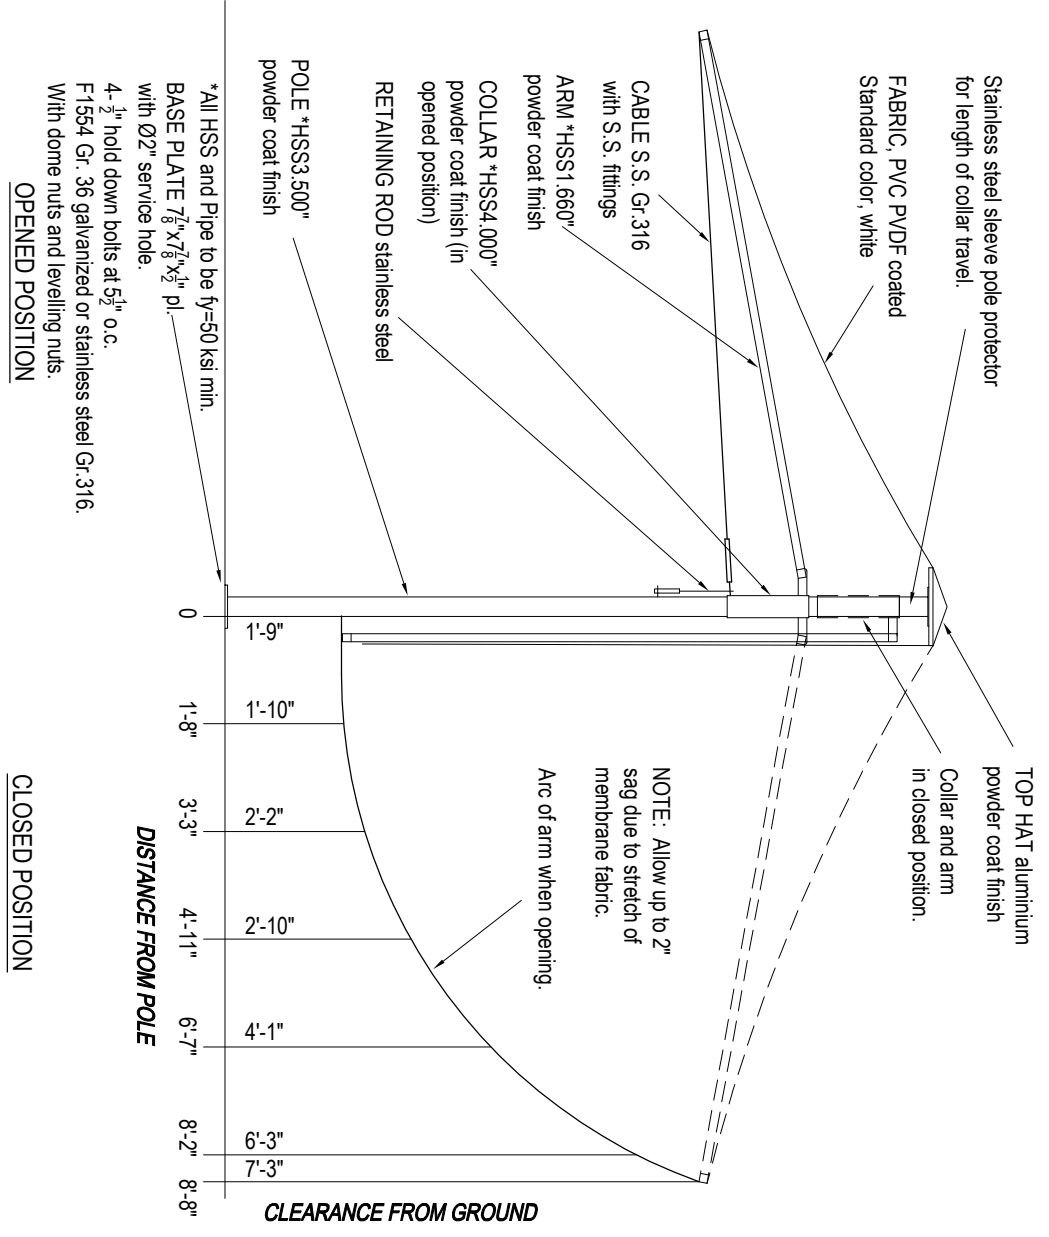 Stainless steel sleeve pole protector
for length of collar travel.
FABRIC, PVC PVDF coated
Standard color, white
CABLE S.S. Gr.316
with S.S. fittings
ARM *HSS1.660"
powder coat finish
COLLAR *HSS4.000"
powder coat finish (in
opened position)
RETAINING ROD stainless steel
POLE *HSS3.500"
powder coat finish
*All HSS and Pipe to be fy=50 ksi min.
BASE PLATE 7 7/8"x7 7/8"x1/2" pl.
with Ø2" service hole.
4- 1/2" hold down bolts at 5 1/2" o.c.
F1554 Gr. 36 galvanized or stainless steel Gr.316.
With dome nuts and levelling nuts.
OPENED POSITION
TOP HAT aluminium
powder coat finish
Collar and arm
in closed position.
NOTE: Allow up to 2"
sag due to stretch of
membrane fabric.
Arc of arm when opening.
1'-9"
1'-10"
2'-2"
2'-10"
4'-1"
6'-3"
7'-3"
CLEARANCE FROM GROUND
0
1'-8"
3'-3"
4'-11"
6'-7"
8'-2"
8'-8"
DISTANCE FROM POLE
CLOSED POSITION